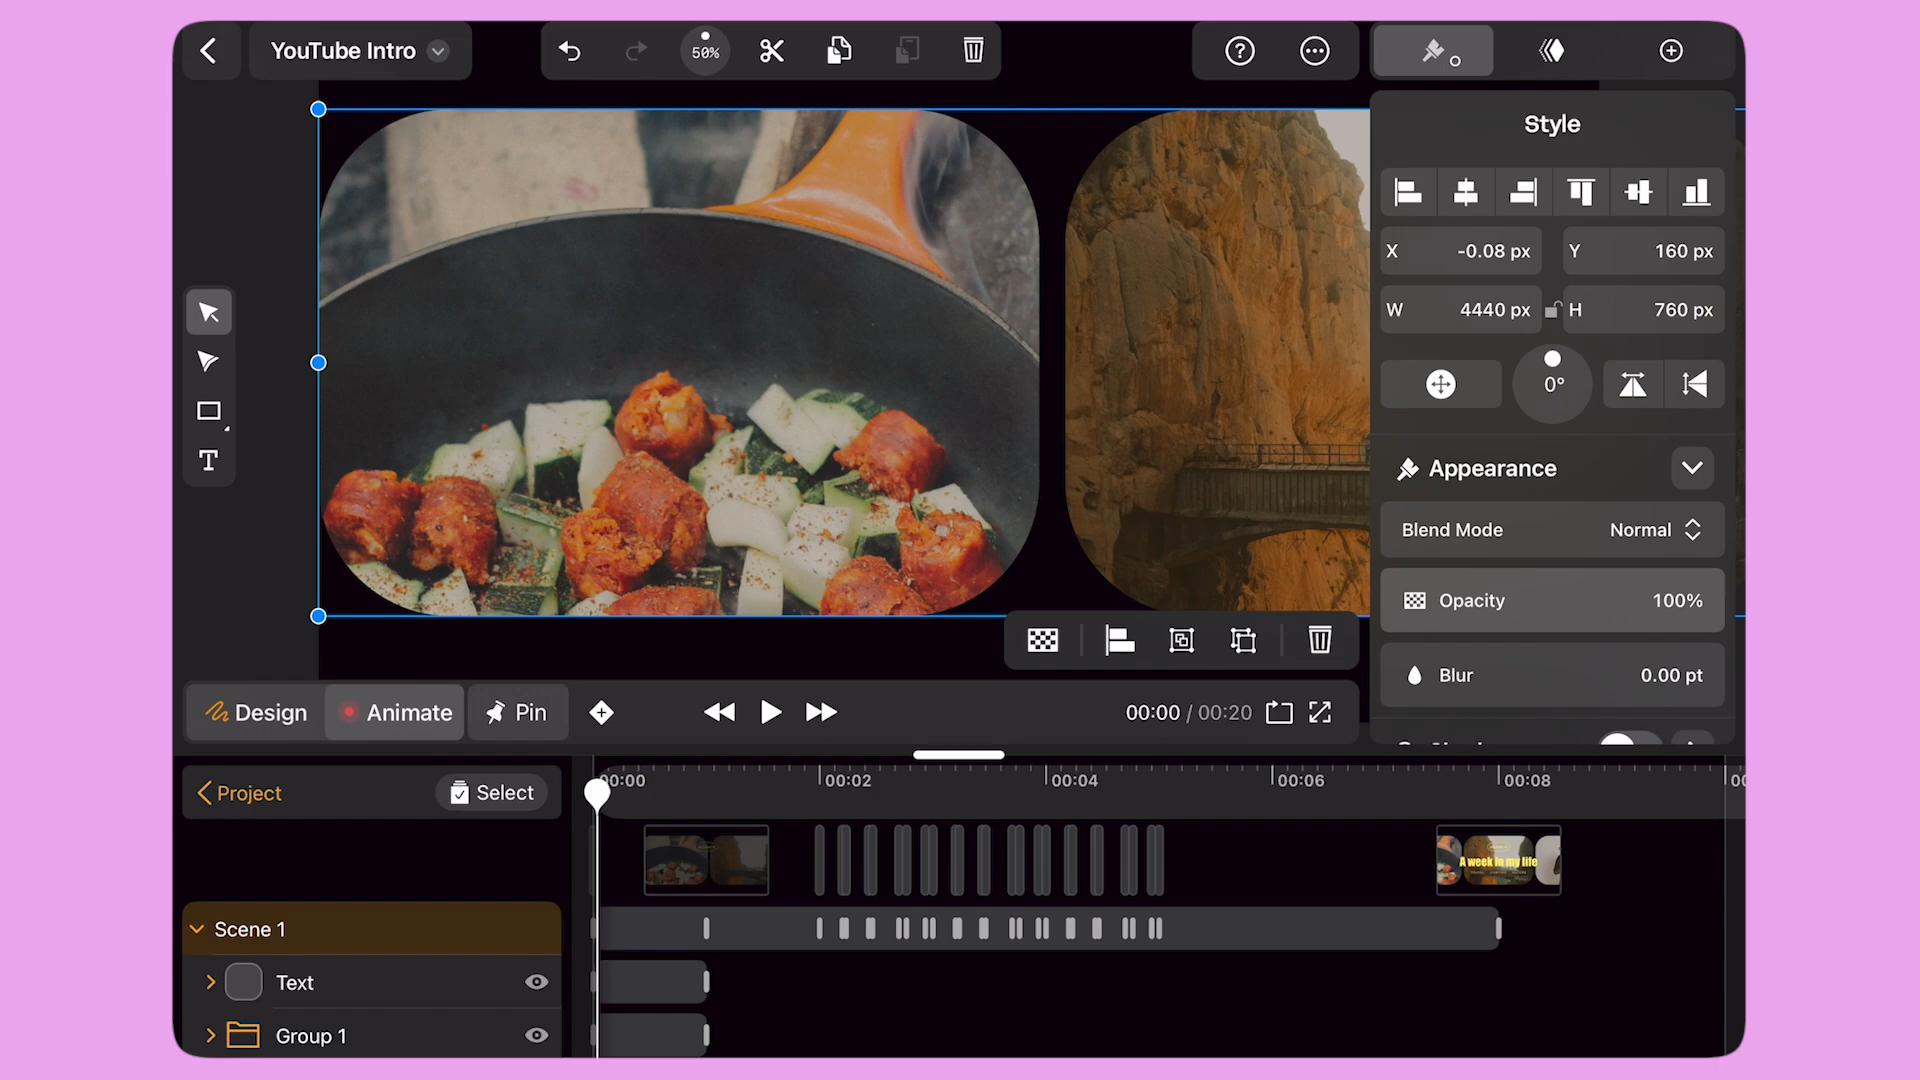 YouTube Intro
50%
Style
X -0.08 px
Y 160 px
W 4440 px
H 760 px
0°
Appearance
Blend Mode Normal
Opacity 100%
Blur 0.00 pt
Design
Animate
Pin
00:00 / 00:20
Project
Select
00:00
00:02
00:04
00:06
00:08
A week in my life
Scene 1
Text
Group 1